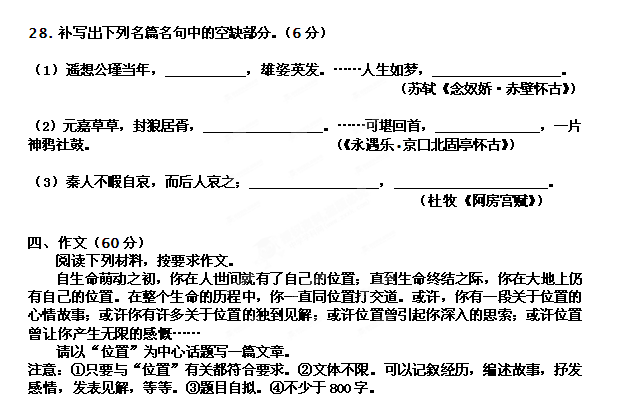 28. 补写出下列名篇名句中的空缺部分。（6 分）
（1）遥想公瑾当年，___________，雄姿英发。……人生如梦，__________________。
（苏轼《念奴娇·赤壁怀古》）
（2）元嘉草草，封狼居胥，_________________。……可堪回首，_______________，一片
神鸦社鼓。（《永遇乐·京口北固亭怀古》）
（3）秦人不暇自哀，而后人哀之；__________________，______________________。
（杜牧《阿房宫赋》）
四、作文（60 分）
阅读下列材料，按要求作文。
自生命萌动之初，你在人世间就有了自己的位置；直到生命终结之际，你在大地上仍
有自己的位置。在整个生命的历程中，你一直同位置打交道。或许，你有一段关于位置的
心情故事；或许你有许多关于位置的独到见解；或许位置曾引起你深入的思索；或许位置
曾让你产生无限的感慨……
请以“位置”为中心话题写一篇文章。
注意：①只要与“位置”有关都符合要求。②文体不限。可以记叙经历，编述故事，抒发
感情，发表见解，等等。③题目自拟。④不少于 800 字。